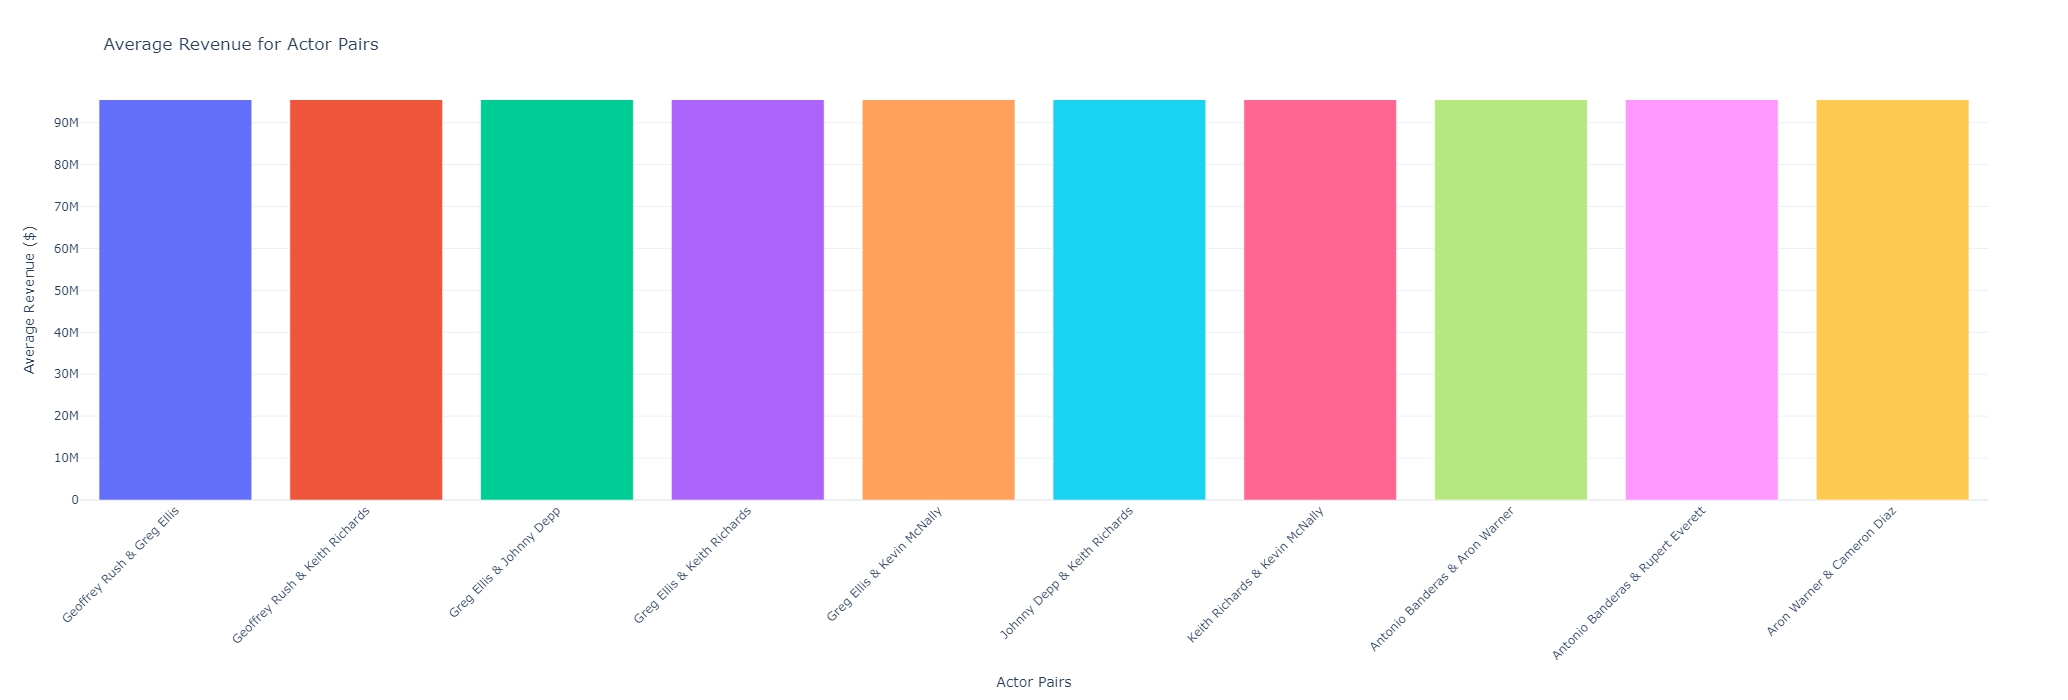 Average Revenue for Actor Pairs
Average Revenue ($)
90M
80M
70M
60M
50M
40M
30M
20M
10M
0
Geoffrey Rush & Greg Ellis
Geoffrey Rush & Keith Richards
Greg Ellis & Johnny Depp
Greg Ellis & Keith Richards
Greg Ellis & Kevin McNally
Johnny Depp & Keith Richards
Keith Richards & Kevin McNally
Antonio Banderas & Aron Warner
Antonio Banderas & Rupert Everett
Aron Warner & Cameron Diaz
Actor Pairs